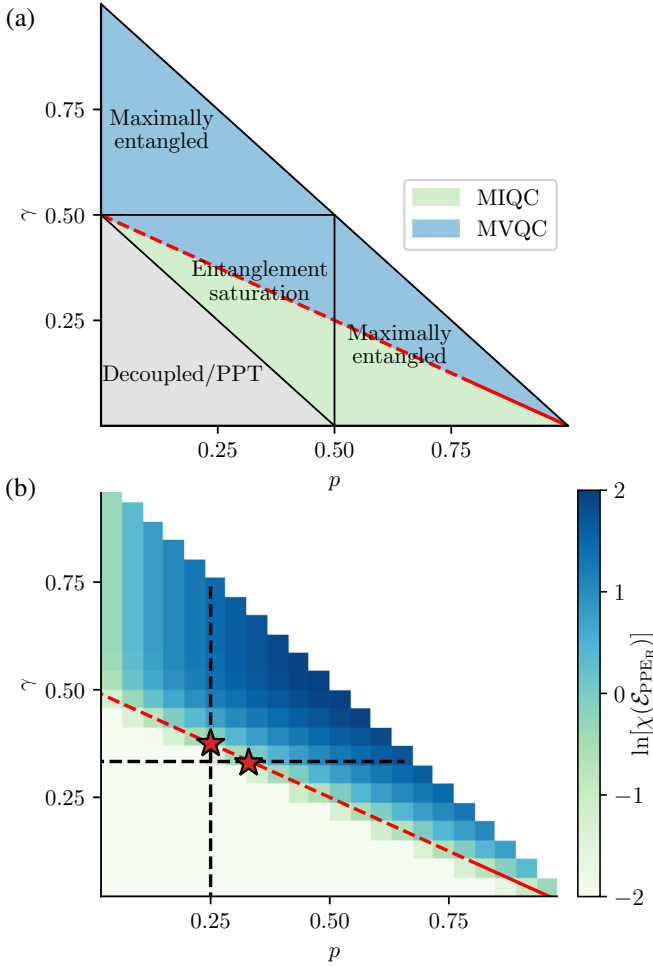 (a)
0.75
0.50
0.25
γ
Maximally
entangled
MIQC
MVQC
Entanglement
saturation
Maximally
entangled
Decoupled/PPT
0.25
0.50
0.75
p
(b)
0.75
0.50
0.25
γ
0.25
0.50
0.75
p
2
1
0
−1
−2
ln[χ(ℰ_PPE_R)]